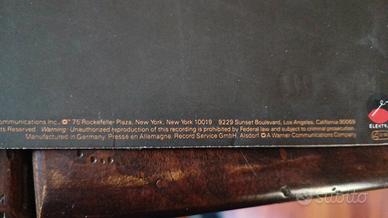 ommunications Inc., ℗ 75 Rockefeller Plaza, New York, New York 10019 9229 Sunset Boulevard, Los Angeles, California 90069
ts Reserved. Warning: Unauthorized reproduction of this recording is prohibited by Federal law and subject to criminal prosecution.
Manufactured in Germany. Pressé en Allemagne. Record Service GmbH, Alsdorf A Warner Communications Company
ELEKTRA
subito